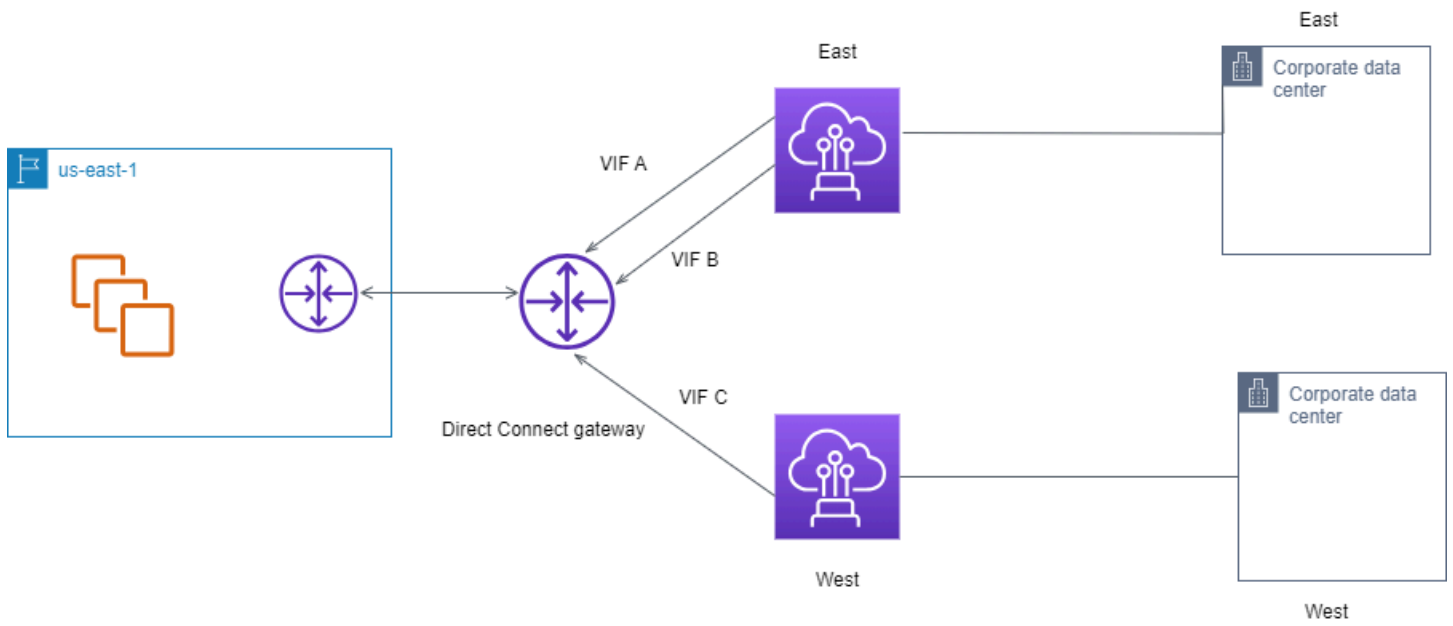 East
East
Corporate data
center
us-east-1
VIF A
VIF B
VIF C
Direct Connect gateway
Corporate data
center
West
West